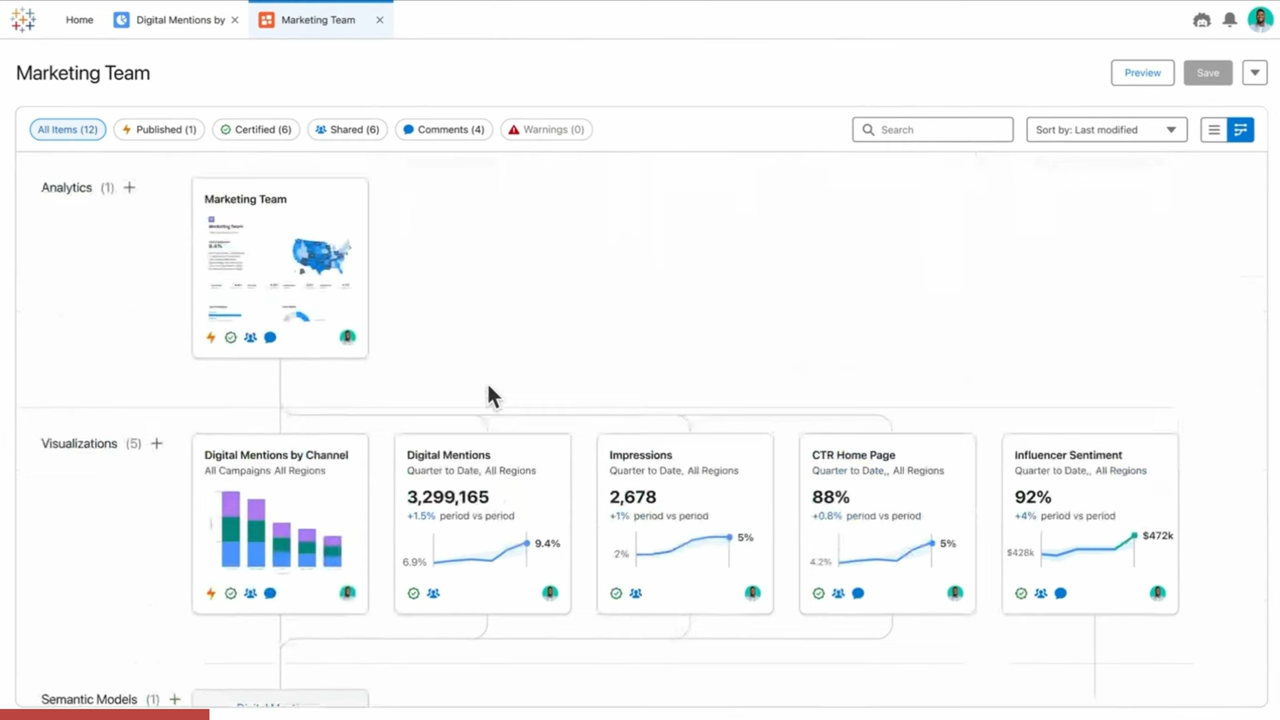 Home
Digital Mentions by
Marketing Team
Marketing Team
Preview
Save
All Items (12)
Published (1)
Certified (6)
Shared (6)
Comments (4)
Warnings (0)
Search
Sort by: Last modified
Analytics (1) +
Marketing Team
Marketing Team
Visualizations (5) +
Digital Mentions by Channel
All Campaigns All Regions
Digital Mentions
Quarter to Date, All Regions
3,299,165
+1.5% period vs period
6.9%
9.4%
Impressions
Quarter to Date, All Regions
2,678
+1% period vs period
2%
5%
CTR Home Page
Quarter to Date,, All Regions
88%
+0.8% period vs period
4.2%
5%
Influencer Sentiment
Quarter to Date,, All Regions
92%
+4% period vs period
$428k
$472k
Semantic Models (1) +